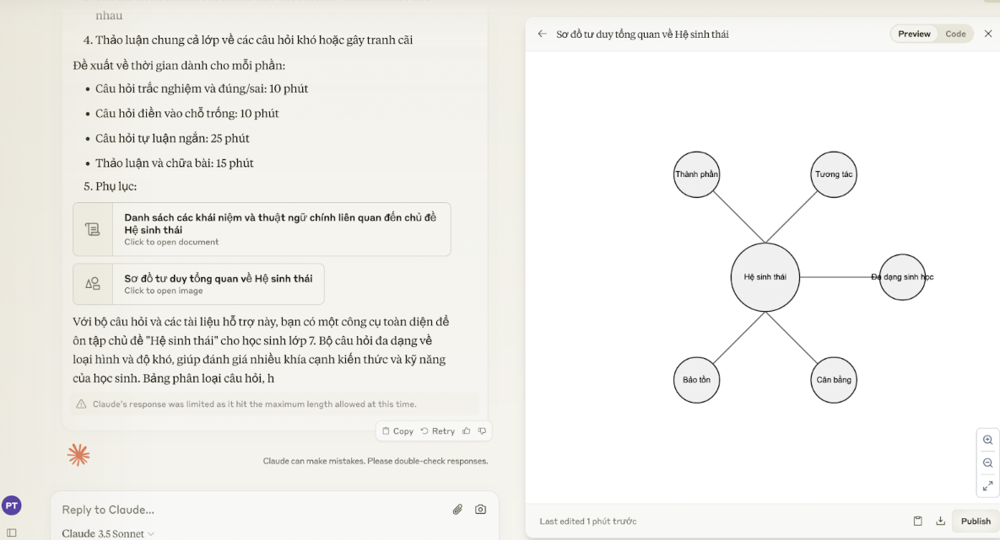 nhau
4. Thảo luận chung cả lớp về các câu hỏi khó hoặc gây tranh cãi
Đề xuất về thời gian dành cho mỗi phần:
• Câu hỏi trắc nghiệm và đúng/sai: 10 phút
• Câu hỏi điền vào chỗ trống: 10 phút
• Câu hỏi tự luận ngắn: 25 phút
• Thảo luận và chữa bài: 15 phút
5. Phụ lục:
Danh sách các khái niệm và thuật ngữ chính liên quan đến chủ đề
Hệ sinh thái
Click to open document
Sơ đồ tư duy tổng quan về Hệ sinh thái
Click to open image
Với bộ câu hỏi và các tài liệu hỗ trợ này, bạn có một công cụ toàn diện để
ôn tập chủ đề "Hệ sinh thái" cho học sinh lớp 7. Bộ câu hỏi đa dạng về
loại hình và độ khó, giúp đánh giá nhiều khía cạnh kiến thức và kỹ năng
của học sinh. Bảng phân loại câu hỏi, h
Claude's response was limited as it hit the maximum length allowed at this time.
Copy Retry
Claude can make mistakes. Please double-check responses.
PT
Reply to Claude...
Claude 3.5 Sonnet
Sơ đồ tư duy tổng quan về Hệ sinh thái
Preview Code
Thành phần
Tương tác
Hệ sinh thái
Đa dạng sinh học
Bảo tồn
Cân bằng
Last edited 1 phút trước
Publish